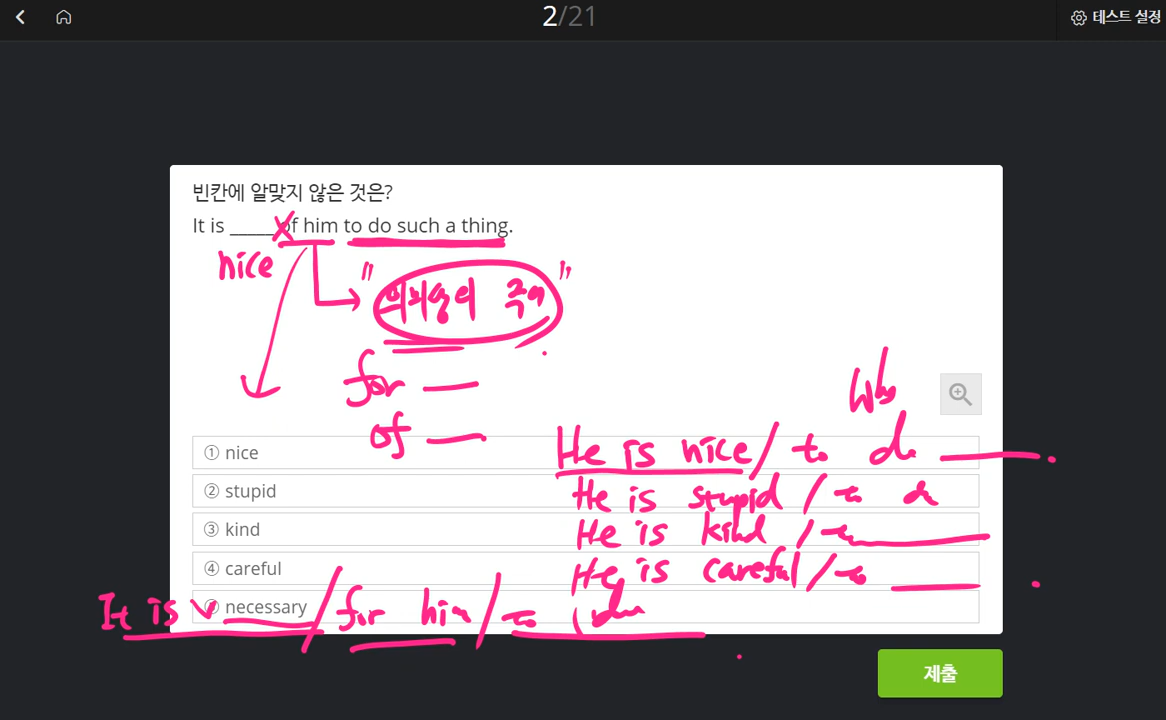 2/21
테스트 설정
빈칸에 알맞지 않은 것은?
It is _____ of him to do such a thing.
nice
"의미상의 주어"
for —
of —
Why
① nice
He is nice / to do
② stupid
He is stupid / to do
③ kind
He is kind / to
④ careful
He is careful / to
⑤ necessary
It is / for him / to do
제출